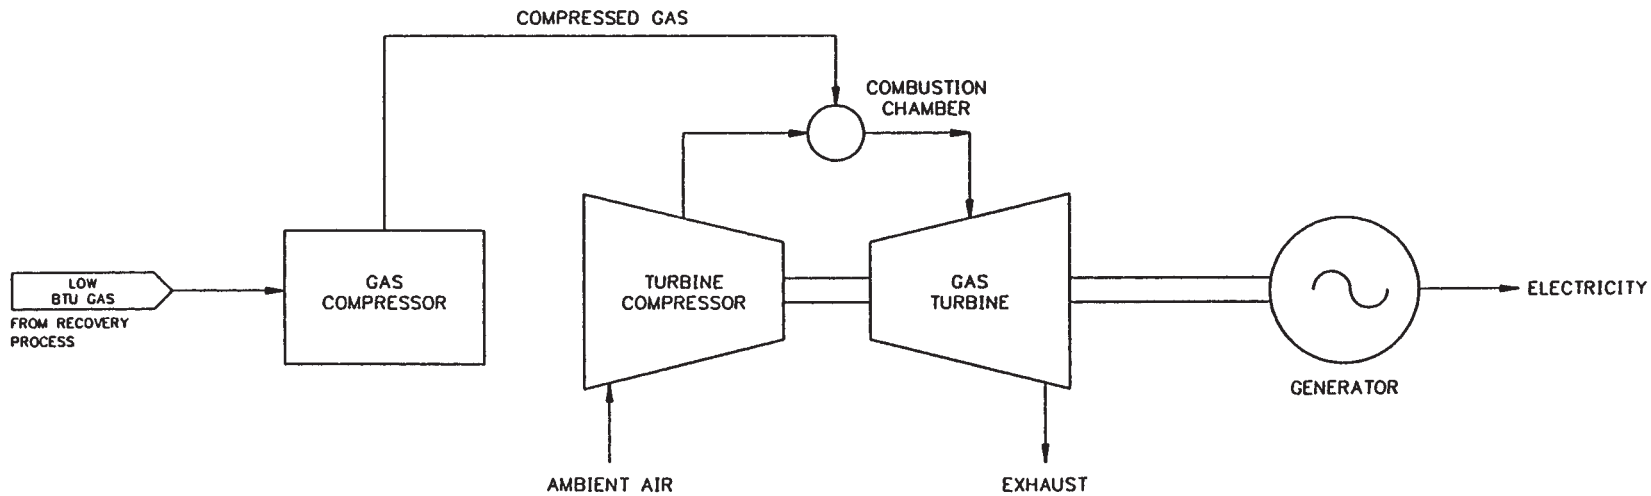 COMPRESSED GAS
COMBUSTION
CHAMBER
LOW
BTU GAS
FROM RECOVERY
PROCESS
GAS
COMPRESSOR
TURBINE
COMPRESSOR
GAS
TURBINE
ELECTRICITY
GENERATOR
AMBIENT AIR
EXHAUST